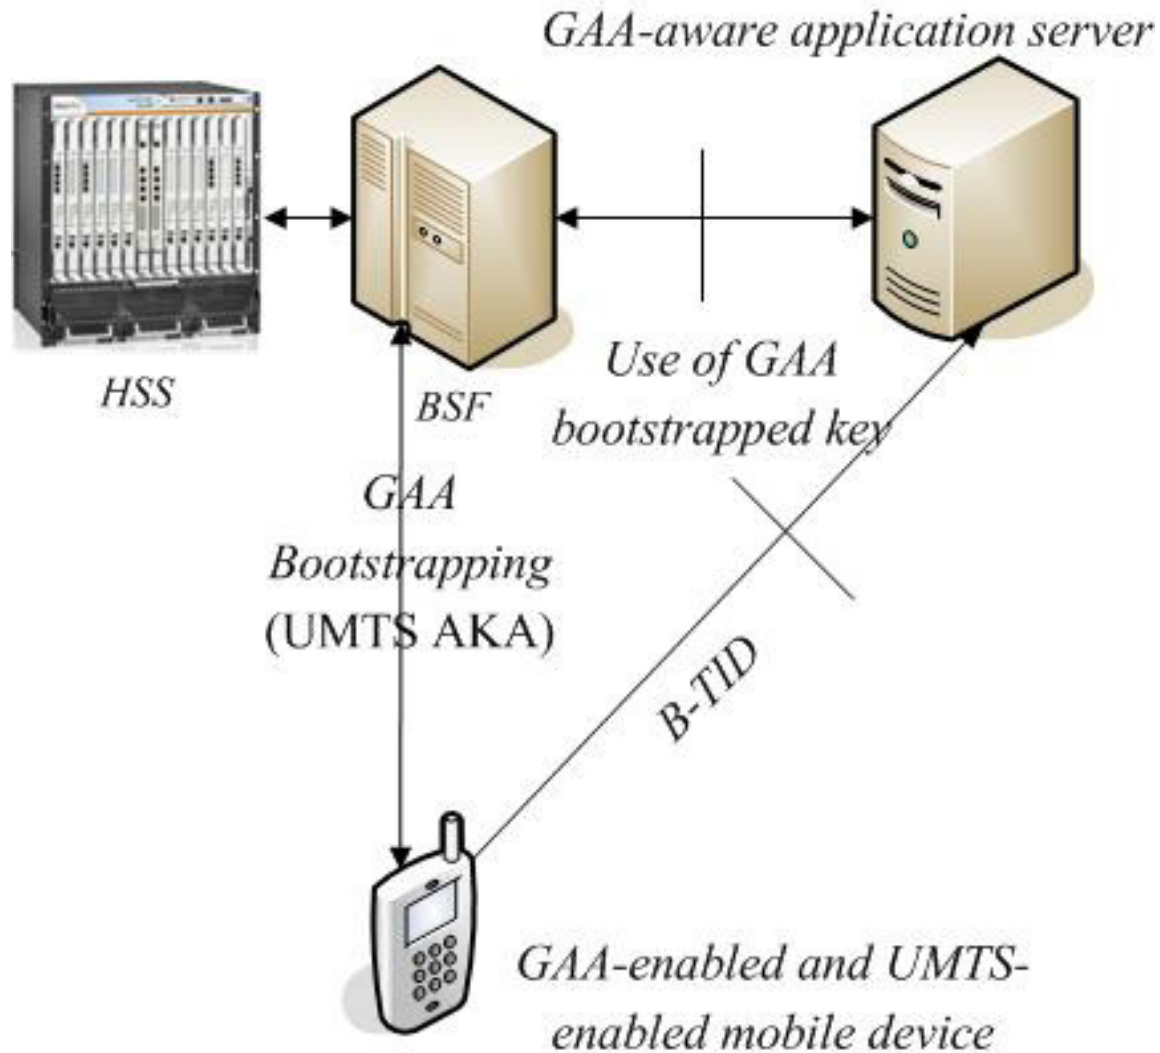 GAA-aware application server
HSS
BSF
Use of GAA
bootstrapped key
GAA
Bootstrapping
(UMTS AKA)
B-TID
GAA-enabled and UMTS-
enabled mobile device